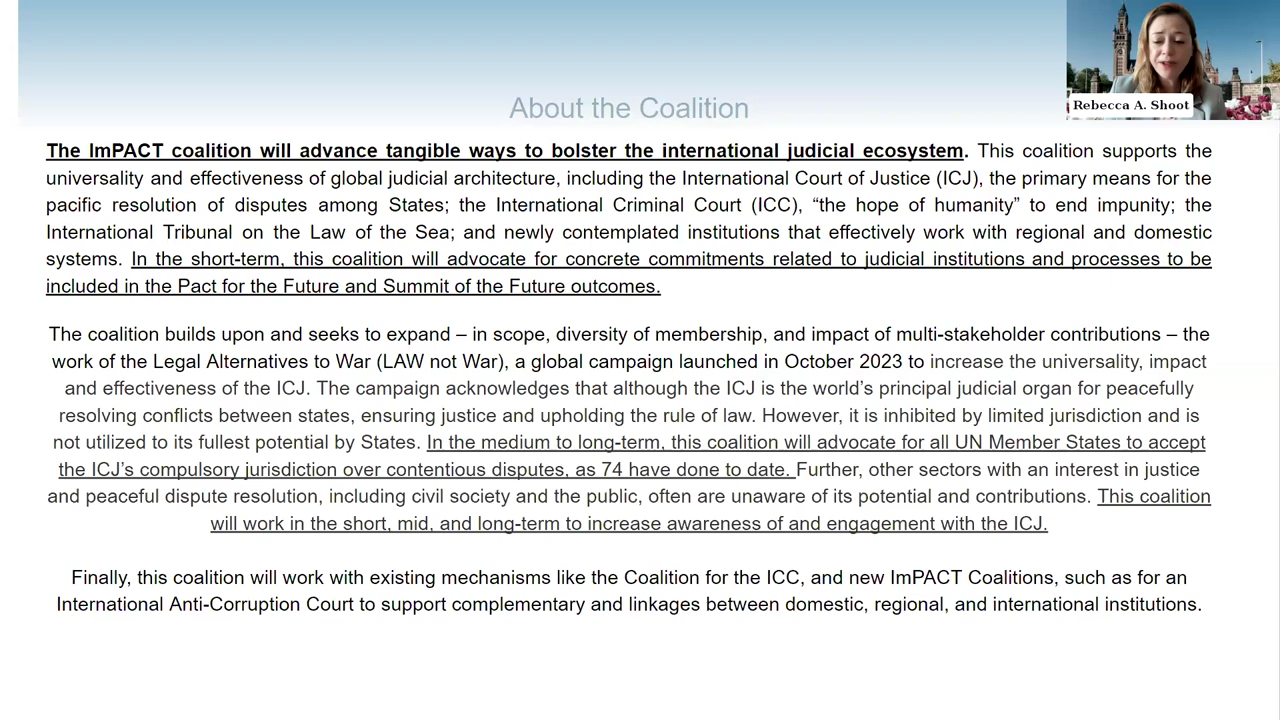 Rebecca A. Shoot
About the Coalition
The ImPACT coalition will advance tangible ways to bolster the international judicial ecosystem. This coalition supports the
universality and effectiveness of global judicial architecture, including the International Court of Justice (ICJ), the primary means for the
pacific resolution of disputes among States; the International Criminal Court (ICC), “the hope of humanity” to end impunity; the
International Tribunal on the Law of the Sea; and newly contemplated institutions that effectively work with regional and domestic
systems. In the short-term, this coalition will advocate for concrete commitments related to judicial institutions and processes to be
included in the Pact for the Future and Summit of the Future outcomes.
The coalition builds upon and seeks to expand – in scope, diversity of membership, and impact of multi-stakeholder contributions – the
work of the Legal Alternatives to War (LAW not War), a global campaign launched in October 2023 to increase the universality, impact
and effectiveness of the ICJ. The campaign acknowledges that although the ICJ is the world’s principal judicial organ for peacefully
resolving conflicts between states, ensuring justice and upholding the rule of law. However, it is inhibited by limited jurisdiction and is
not utilized to its fullest potential by States. In the medium to long-term, this coalition will advocate for all UN Member States to accept
the ICJ’s compulsory jurisdiction over contentious disputes, as 74 have done to date. Further, other sectors with an interest in justice
and peaceful dispute resolution, including civil society and the public, often are unaware of its potential and contributions. This coalition
will work in the short, mid, and long-term to increase awareness of and engagement with the ICJ.
Finally, this coalition will work with existing mechanisms like the Coalition for the ICC, and new ImPACT Coalitions, such as for an
International Anti-Corruption Court to support complementary and linkages between domestic, regional, and international institutions.